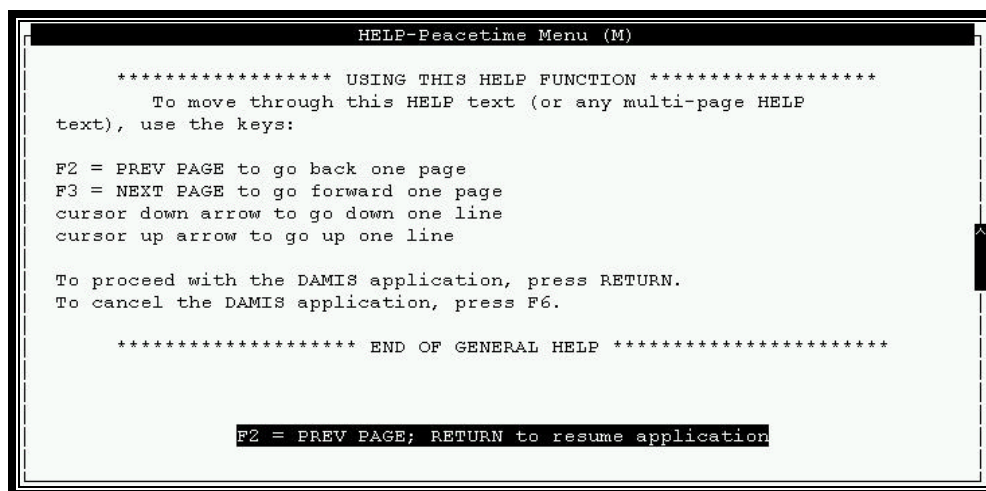 HELP-Peacetime Menu (M)
****************** USING THIS HELP FUNCTION *******************
To move through this HELP text (or any multi-page HELP
text), use the keys:
F2 = PREV PAGE to go back one page
F3 = NEXT PAGE to go forward one page
cursor down arrow to go down one line
cursor up arrow to go up one line
To proceed with the DAMIS application, press RETURN.
To cancel the DAMIS application, press F6.
******************** END OF GENERAL HELP ***********************
F2 = PREV PAGE; RETURN to resume application